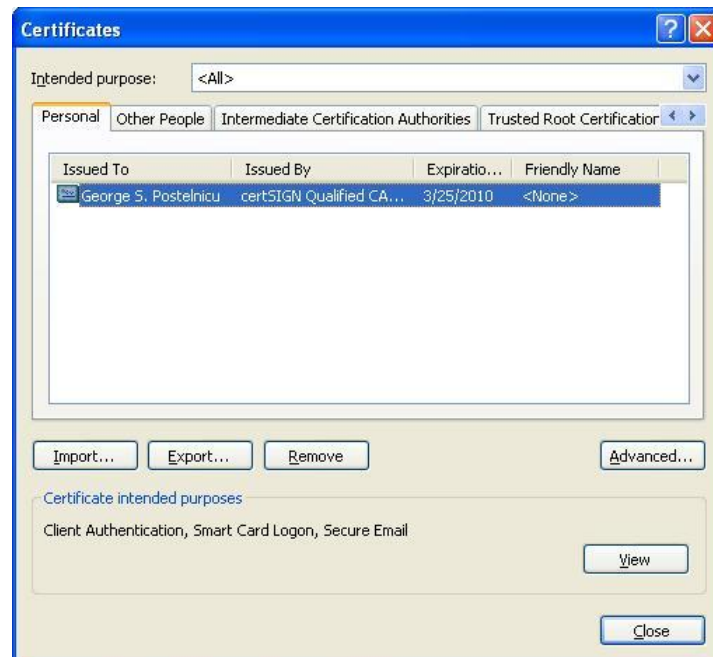 Certificates
Intended purpose: <All>
Personal Other People Intermediate Certification Authorities Trusted Root Certification
Issued To Issued By Expiratio... Friendly Name
George S. Postelnicu certSIGN Qualified CA... 3/25/2010 <None>
Import... Export... Remove Advanced...
Certificate intended purposes
Client Authentication, Smart Card Logon, Secure Email
View
Close